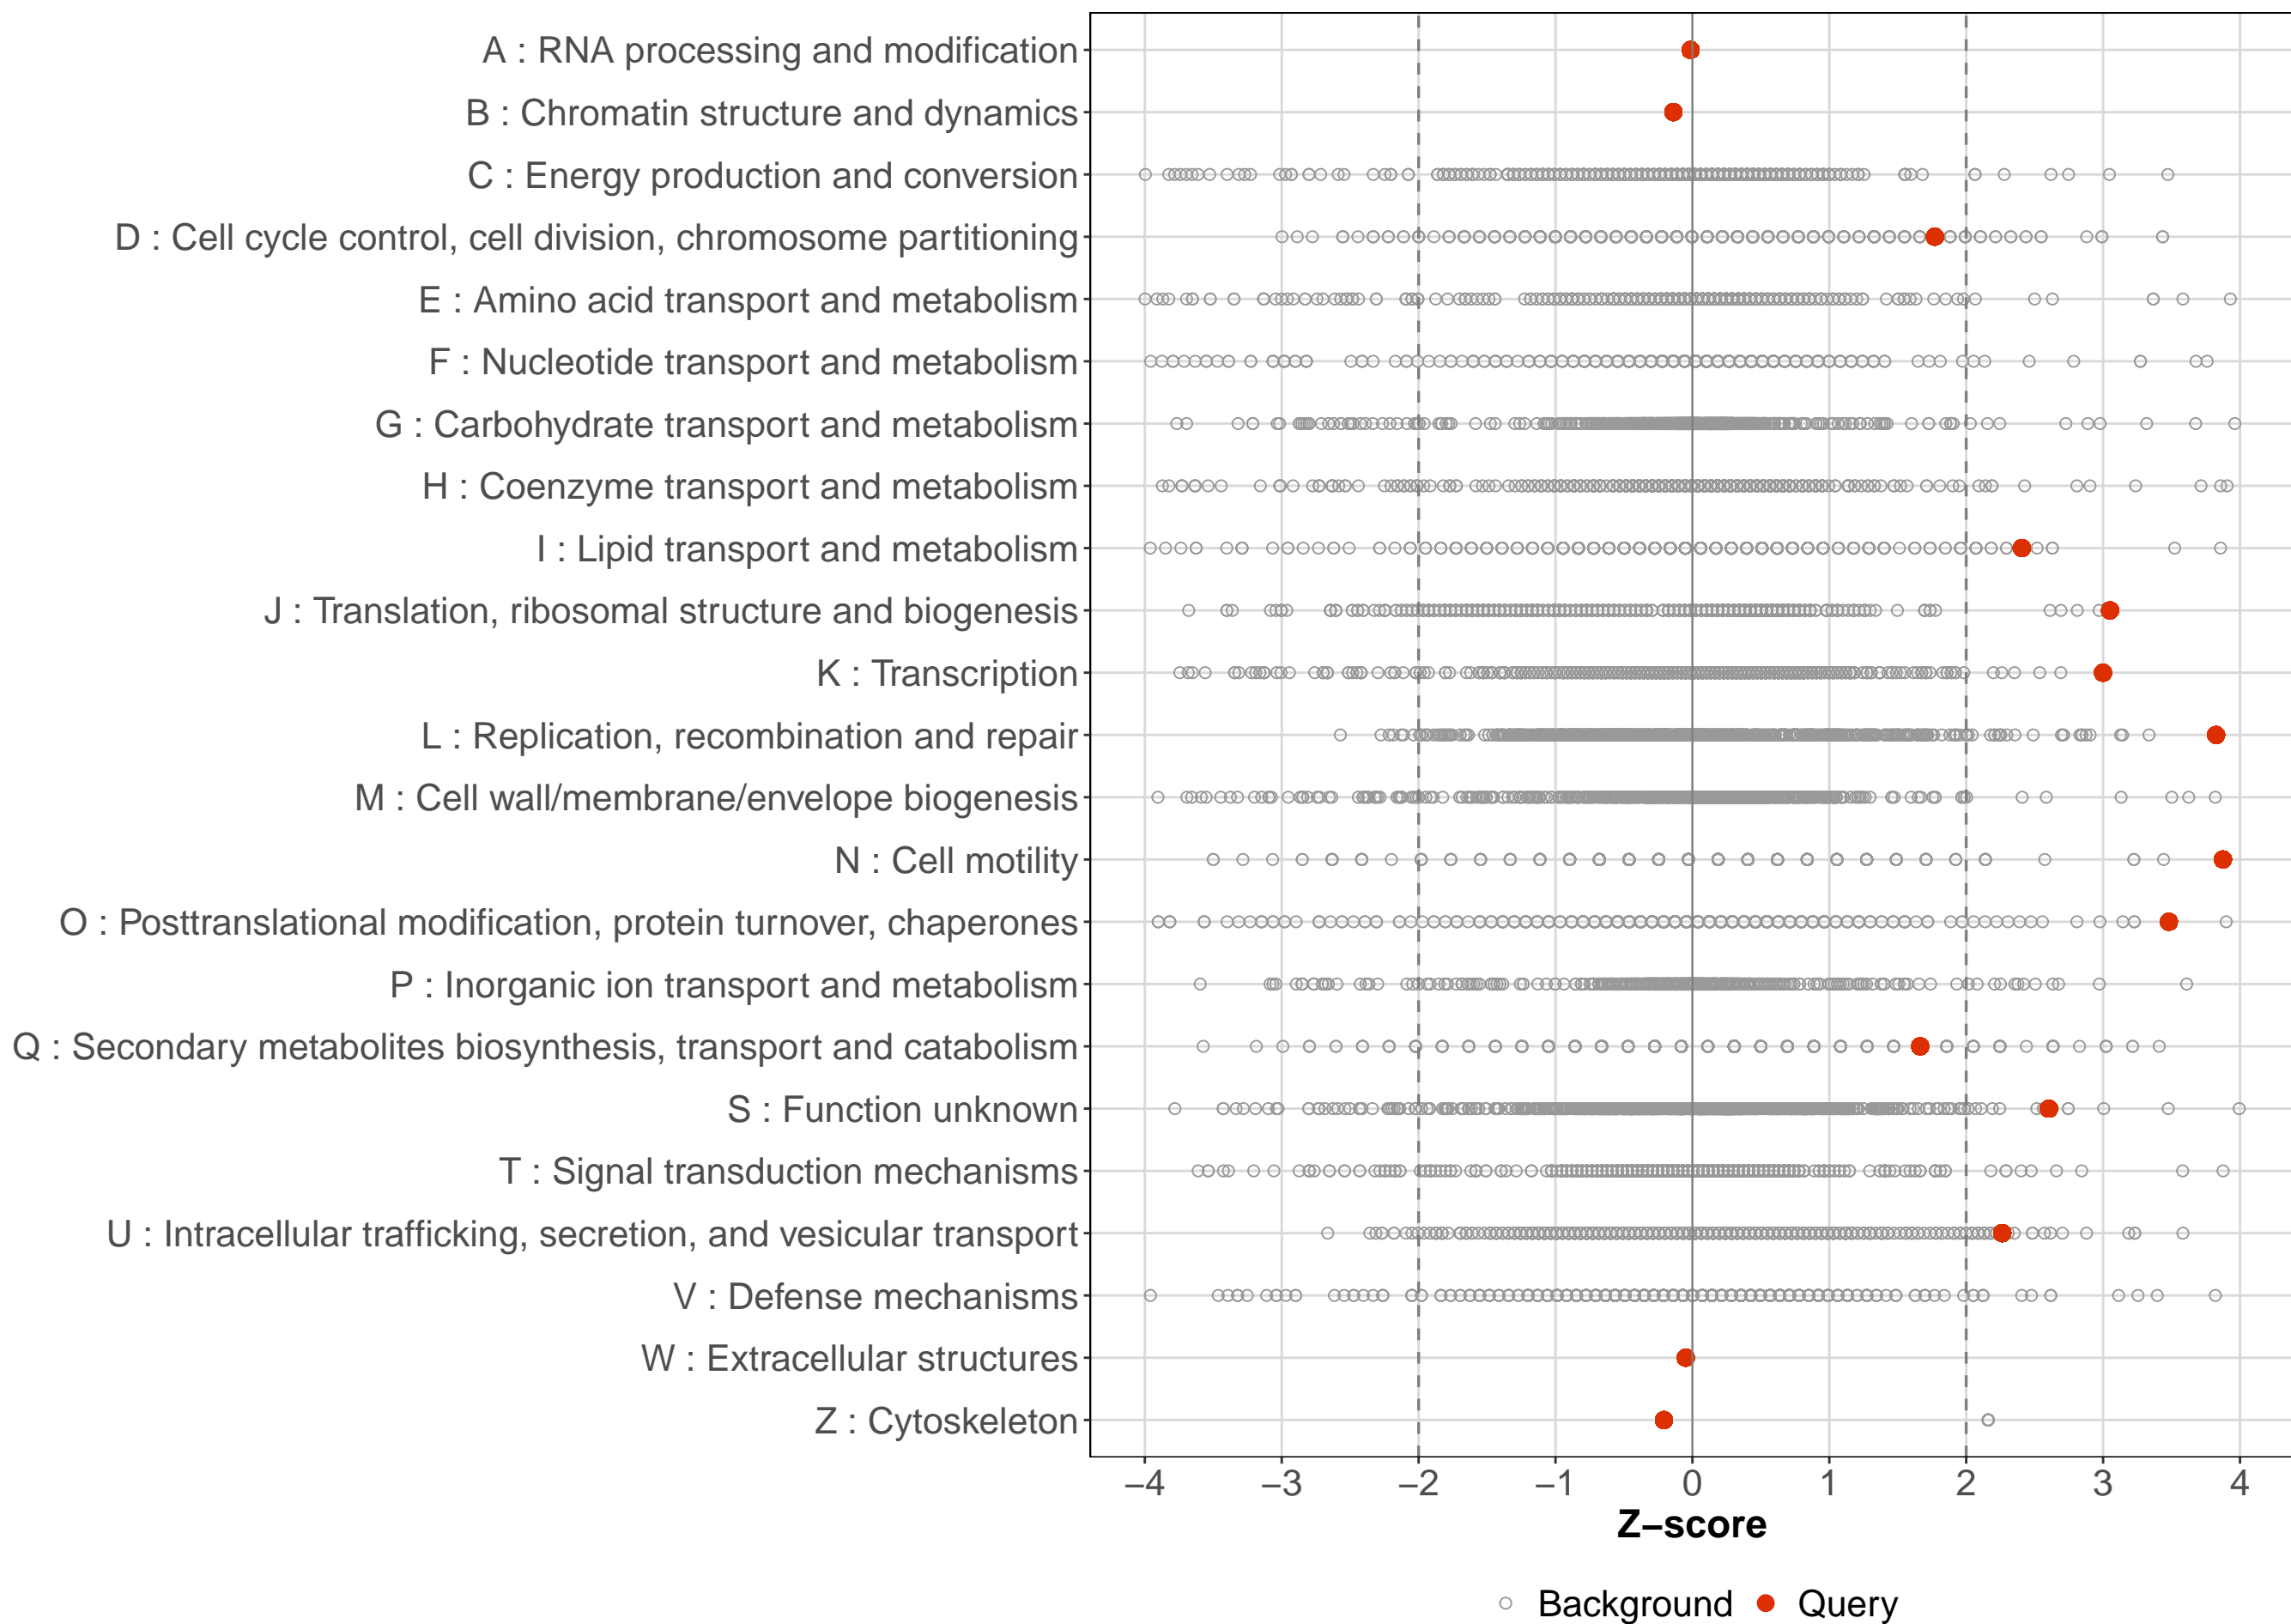 A : RNA processing and modification
B : Chromatin structure and dynamics
C : Energy production and conversion
D : Cell cycle control, cell division, chromosome partitioning
E : Amino acid transport and metabolism
F : Nucleotide transport and metabolism
G : Carbohydrate transport and metabolism
H : Coenzyme transport and metabolism
I : Lipid transport and metabolism
J : Translation, ribosomal structure and biogenesis
K : Transcription
L : Replication, recombination and repair
M : Cell wall/membrane/envelope biogenesis
N : Cell motility
O : Posttranslational modification, protein turnover, chaperones
P : Inorganic ion transport and metabolism
Q : Secondary metabolites biosynthesis, transport and catabolism
S : Function unknown
T : Signal transduction mechanisms
U : Intracellular trafficking, secretion, and vesicular transport
V : Defense mechanisms
W : Extracellular structures
Z : Cytoskeleton
−4 −3 −2 −1 0 1 2 3 4
Z−score
Background Query